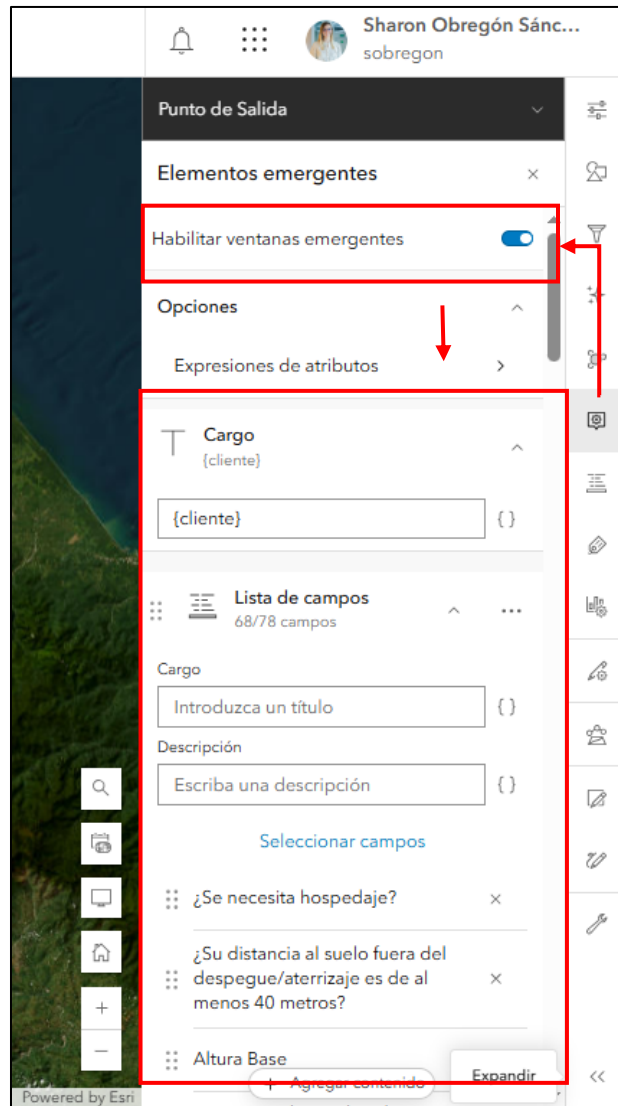 Sharon Obregón Sánc...
sobregon
Punto de Salida
Elementos emergentes
Habilitar ventanas emergentes
Opciones
Expresiones de atributos
Cargo
{cliente}
{cliente}
{}
Lista de campos
68/78 campos
Cargo
Introduzca un título
{}
Descripción
Escriba una descripción
{}
Seleccionar campos
¿Se necesita hospedaje?
¿Su distancia al suelo fuera del
despegue/aterrizaje es de al
menos 40 metros?
Altura Base
+ Agregar contenido
Expandir
Powered by Esri